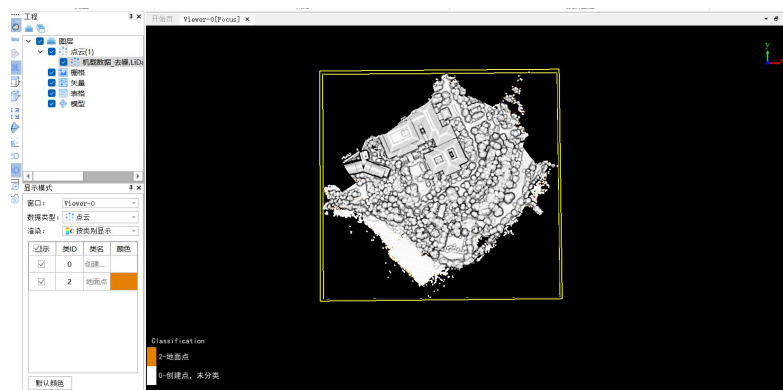 工程
开始页 Viewer-0[Focus] ×
图层
点云(1)
机载数据_去噪.LiDa
栅格
矢量
表格
模型
显示模式
窗口: Viewer-0
数据类型: 点云
渲染: C 按类别显示
显示 类ID 类名 颜色
0 创建...
2 地面点
默认颜色
y
Classification
2-地面点
0-创建点, 未分类